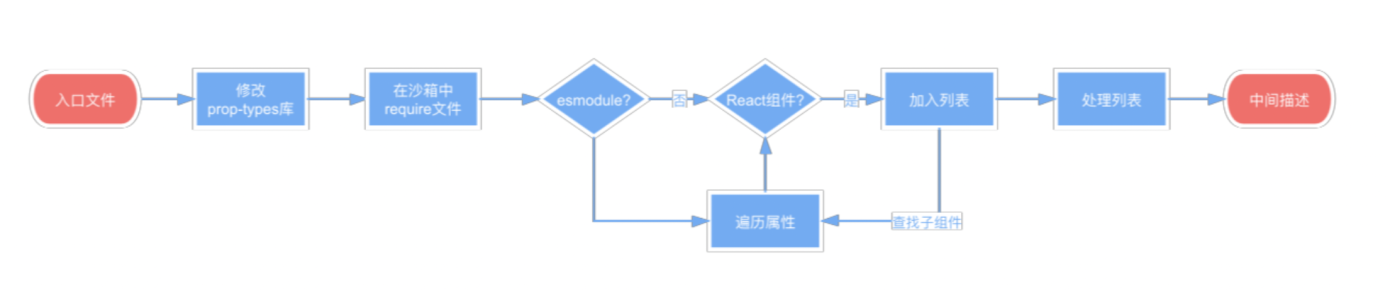 入口文件
修改
prop-types库
在沙箱中
require文件
esmodule?
否
React组件?
是
加入列表
处理列表
中间描述
遍历属性
查找子组件